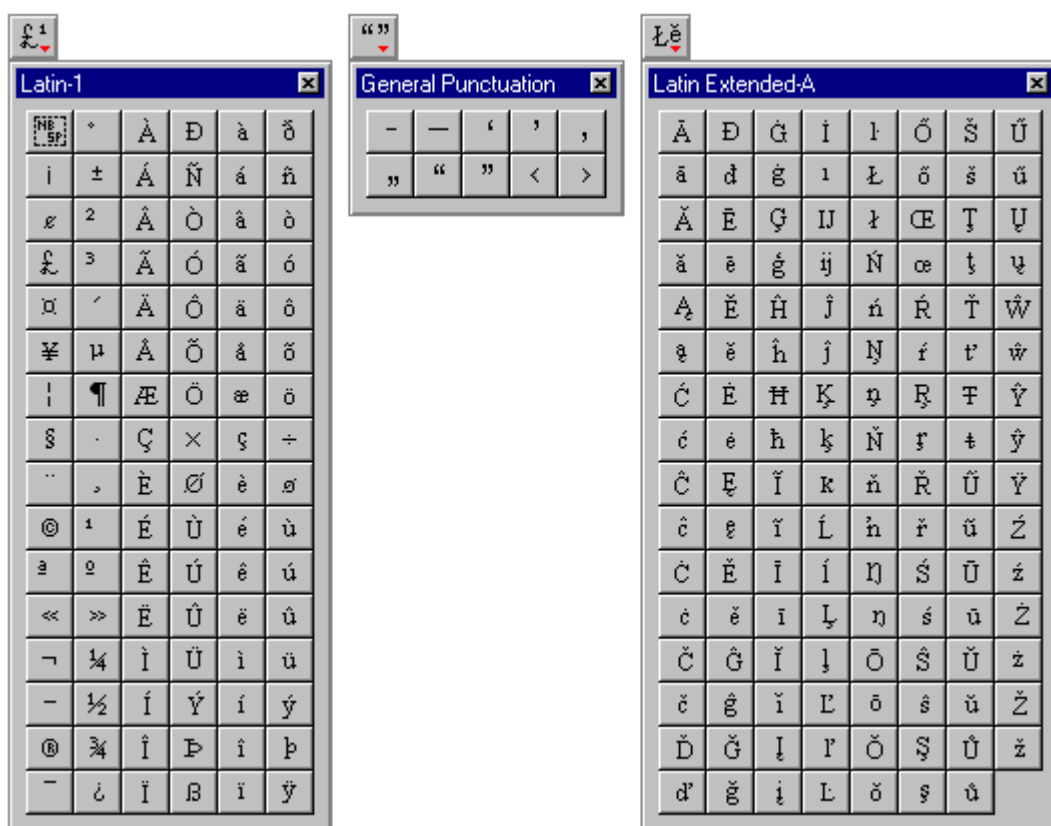 £¹
Latin-1
NBSP ° À Ð à ð
¡ ± Á Ñ á ñ
¢ ² Â Ò â ò
£ ³ Ã Ó ã ó
¤ ´ Ä Ô ä ô
¥ µ Å Õ å õ
¦ ¶ Æ Ö æ ö
§ · Ç × ç ÷
¨ ¸ È Ø è ø
© ¹ É Ù é ù
ª º Ê Ú ê ú
« » Ë Û ë û
¬ ¼ Ì Ü ì ü
- ½ Í Ý í ý
® ¾ Î Þ î þ
¯ ¿ Ï ß ï ÿ
“”
General Punctuation
– — ‘ ’ ‚
„ “ ” ‹ ›
Łě
Latin Extended-A
Ā Đ Ġ İ ŀ Ő Š Ű
ā đ ġ ı Ł ő š ű
Ă Ē Ģ IJ ł Œ Ţ Ų
ă ē ģ ij Ń œ ţ ų
Ą Ĕ Ĥ Ĵ ń Ŕ Ť Ŵ
ą ĕ ĥ ĵ Ņ ŕ ť ŵ
Ć Ė Ħ Ķ ņ Ŗ Ŧ Ŷ
ć ė ħ ķ Ň ŗ ŧ ŷ
Ĉ Ę Ĩ ĸ ň Ř Ũ Ÿ
ĉ ę ĩ Ĺ ŉ ř ũ Ź
Ċ Ě Ī ĺ Ŋ Ś Ū ź
ċ ě ī Ļ ŋ ś ū Ż
Č Ĝ Ĭ ļ Ō Ŝ Ŭ ż
č ĝ ĭ Ľ ō ŝ ŭ Ž
Ď Ğ Į ľ Ŏ Ş Ů ž
ď ğ į Ŀ ŏ ş ů